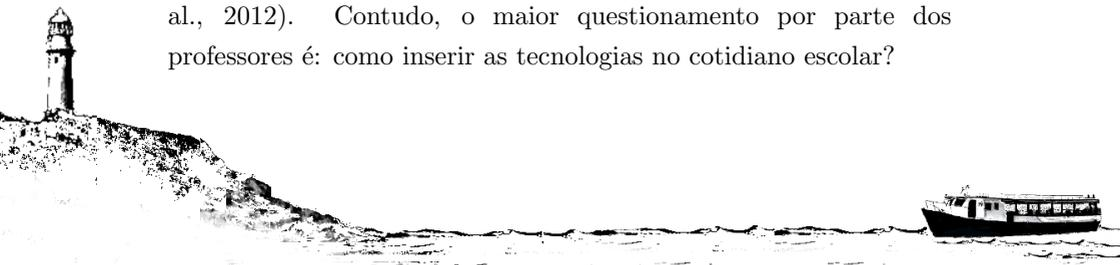 al., 2012). Contudo, o maior questionamento por parte dos
professores é: como inserir as tecnologias no cotidiano escolar?